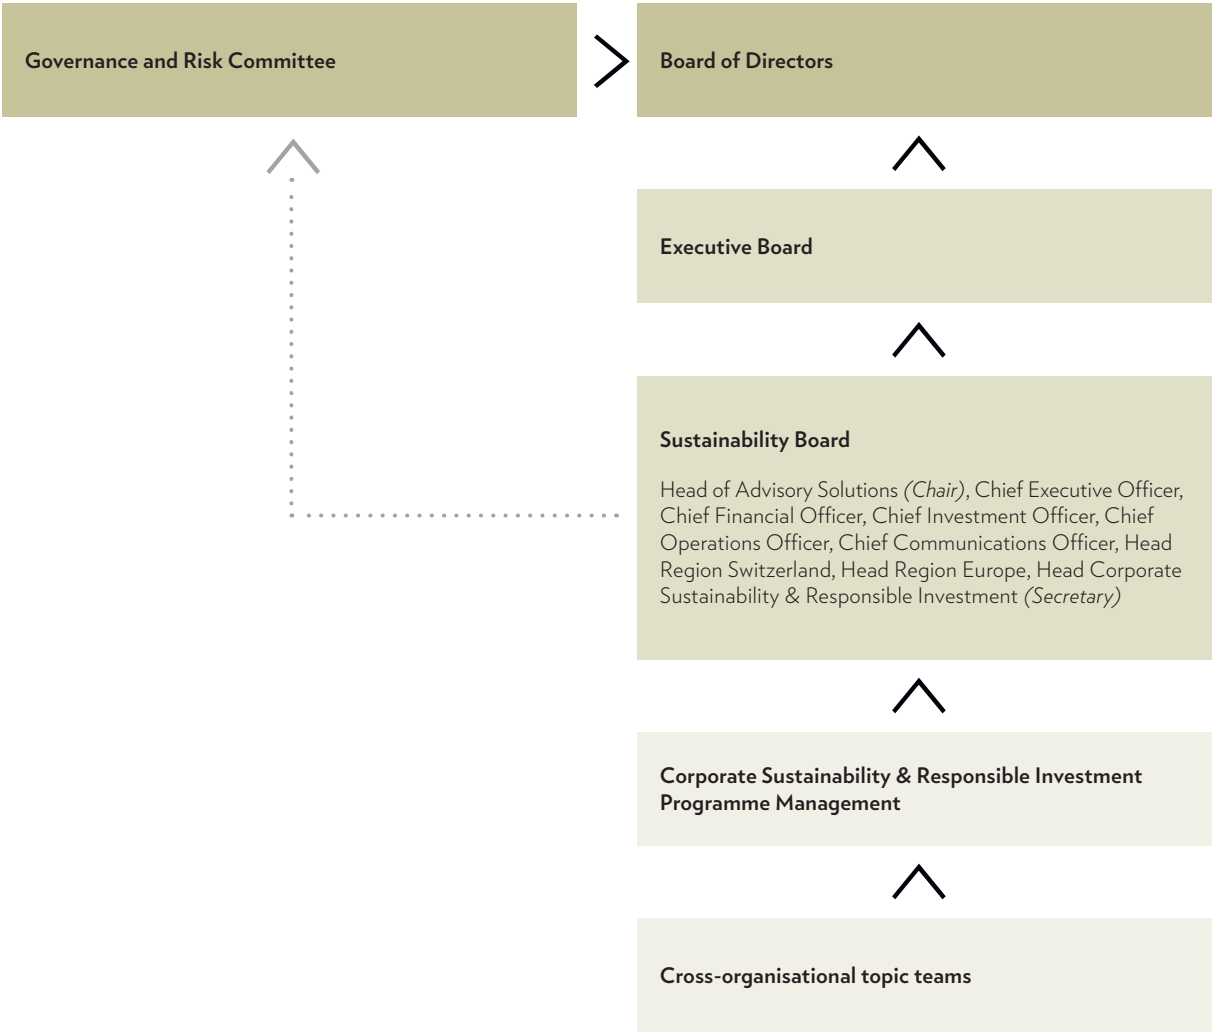 Governance and Risk Committee
Board of Directors
Executive Board
Sustainability Board
Head of Advisory Solutions (Chair), Chief Executive Officer,
Chief Financial Officer, Chief Investment Officer, Chief
Operations Officer, Chief Communications Officer, Head
Region Switzerland, Head Region Europe, Head Corporate
Sustainability & Responsible Investment (Secretary)
Corporate Sustainability & Responsible Investment
Programme Management
Cross-organisational topic teams